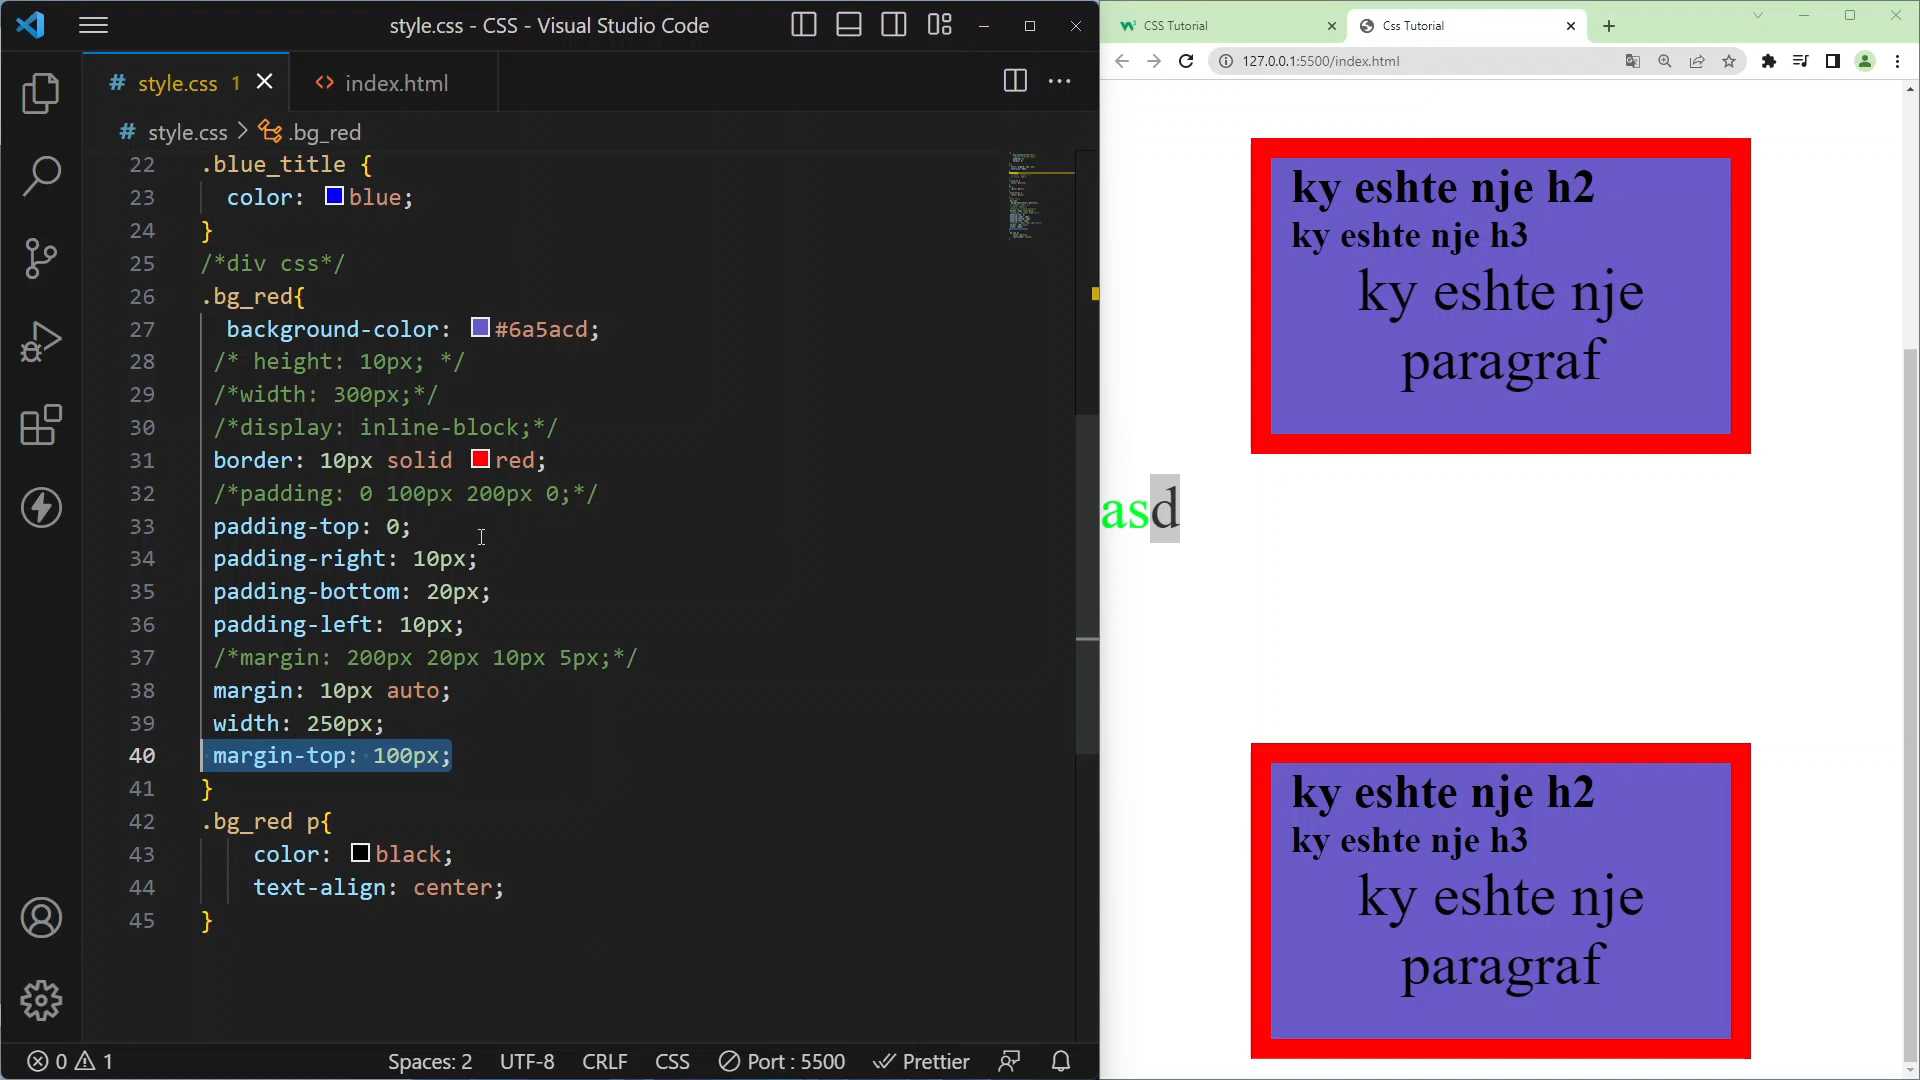 style.css - CSS - Visual Studio Code
# style.css 1
<> index.html
# style.css > .bg_red
22 .blue_title {
23 color: blue;
24 }
25 /*div css*/
26 .bg_red{
27 background-color: #6a5acd;
28 /* height: 10px; */
29 /*width: 300px;*/
30 /*display: inline-block;*/
31 border: 10px solid red;
32 /*padding: 0 100px 200px 0;*/
33 padding-top: 0;
34 padding-right: 10px;
35 padding-bottom: 20px;
36 padding-left: 10px;
37 /*margin: 200px 20px 10px 5px;*/
38 margin: 10px auto;
39 width: 250px;
40 margin-top: 100px;
41 }
42 .bg_red p{
43 color: black;
44 text-align: center;
45 }
0 1 Spaces: 2 UTF-8 CRLF CSS Port : 5500 Prettier
CSS Tutorial
Css Tutorial
127.0.0.1:5500/index.html
ky eshte nje h2
ky eshte nje h3
ky eshte nje
paragraf
asd
ky eshte nje h2
ky eshte nje h3
ky eshte nje
paragraf